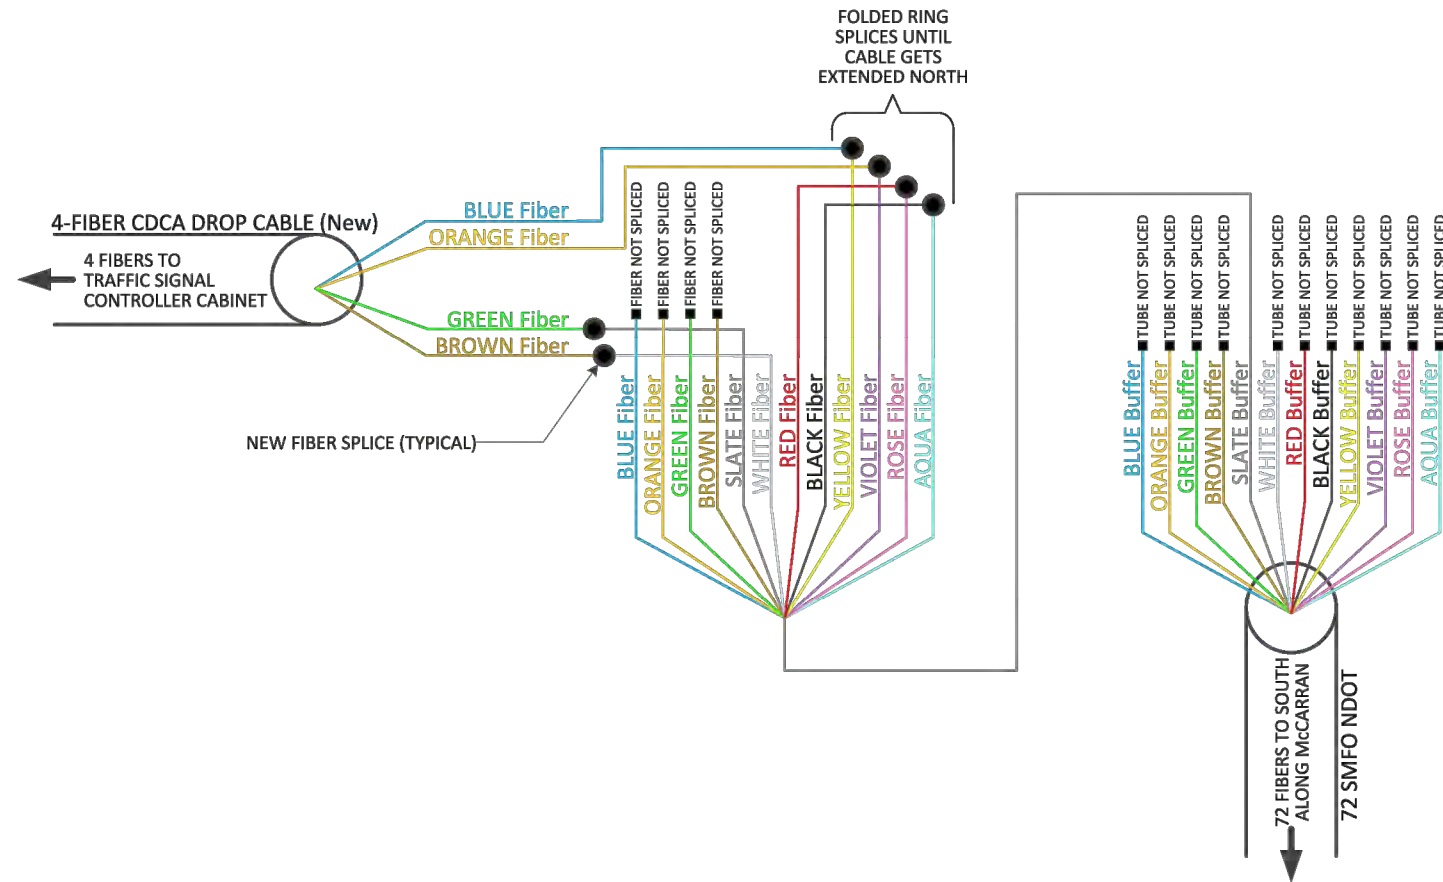 FOLDED RING
SPLICES UNTIL
CABLE GETS
EXTENDED NORTH
4-FIBER CDCA DROP CABLE (New)
4 FIBERS TO
TRAFFIC SIGNAL
CONTROLLER CABINET
BLUE Fiber
ORANGE Fiber
GREEN Fiber
BROWN Fiber
NEW FIBER SPLICE (TYPICAL)
FIBER NOT SPLICED
FIBER NOT SPLICED
FIBER NOT SPLICED
FIBER NOT SPLICED
BLUE Fiber
ORANGE Fiber
GREEN Fiber
BROWN Fiber
SLATE Fiber
WHITE Fiber
RED Fiber
BLACK Fiber
YELLOW Fiber
VIOLET Fiber
ROSE Fiber
AQUA Fiber
TUBE NOT SPLICED
TUBE NOT SPLICED
TUBE NOT SPLICED
TUBE NOT SPLICED
TUBE NOT SPLICED
TUBE NOT SPLICED
TUBE NOT SPLICED
TUBE NOT SPLICED
TUBE NOT SPLICED
TUBE NOT SPLICED
TUBE NOT SPLICED
BLUE Buffer
ORANGE Buffer
GREEN Buffer
BROWN Buffer
SLATE Buffer
WHITE Buffer
RED Buffer
BLACK Buffer
YELLOW Buffer
VIOLET Buffer
ROSE Buffer
AQUA Buffer
72 FIBERS TO SOUTH
ALONG McCARRAN
72 SMFO NDOT